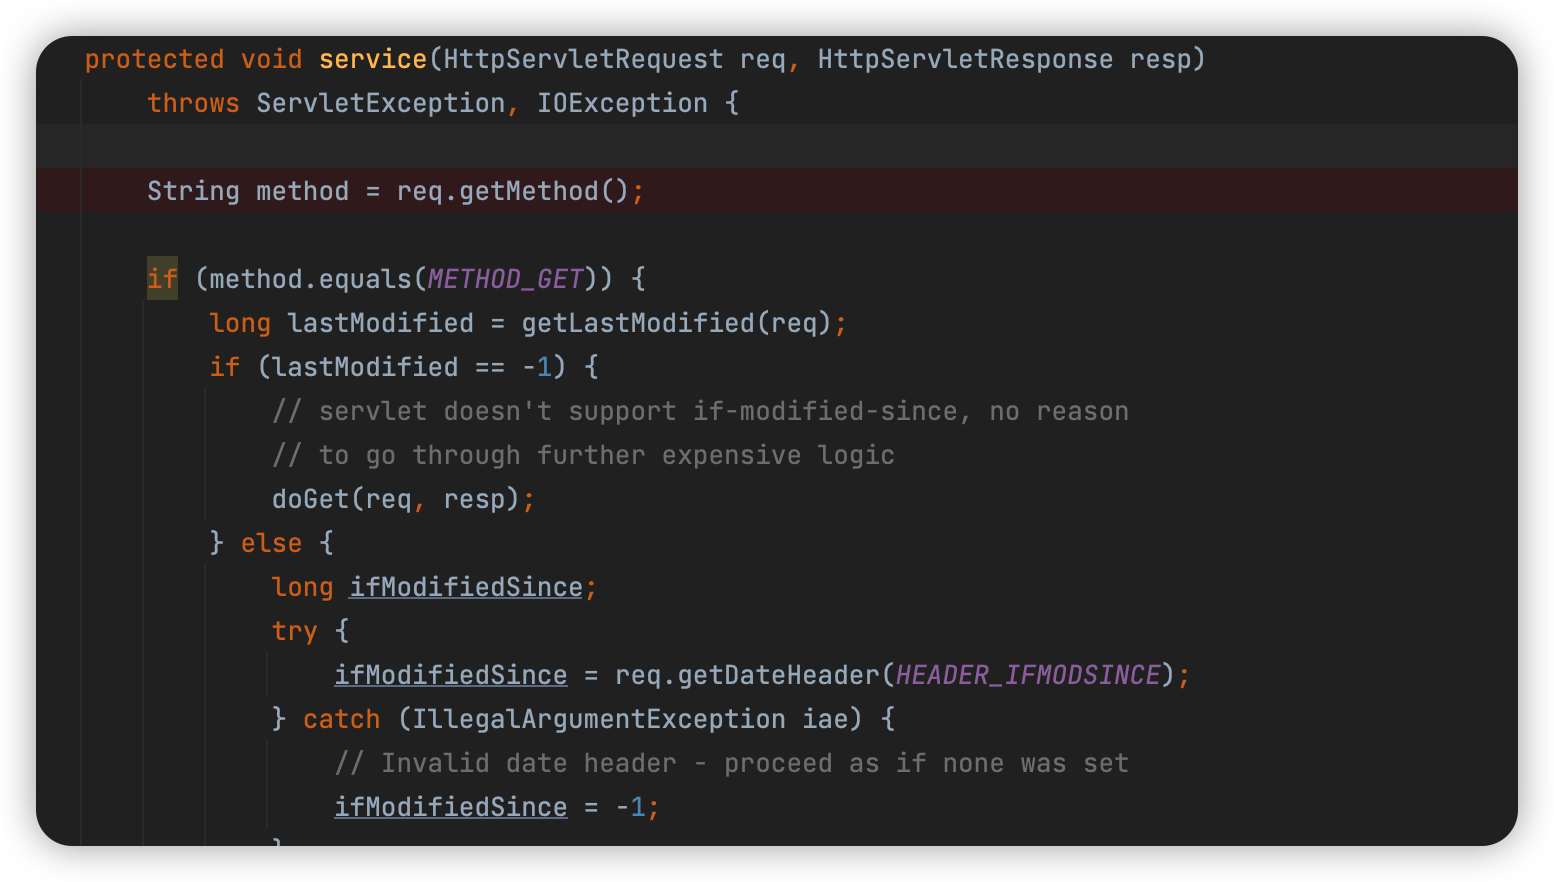 protected void service(HttpServletRequest req, HttpServletResponse resp)
    throws ServletException, IOException {

    String method = req.getMethod();

    if (method.equals(METHOD_GET)) {
        long lastModified = getLastModified(req);
        if (lastModified == -1) {
            // servlet doesn't support if-modified-since, no reason
            // to go through further expensive logic
            doGet(req, resp);
        } else {
            long ifModifiedSince;
            try {
                ifModifiedSince = req.getDateHeader(HEADER_IFMODSINCE);
            } catch (IllegalArgumentException iae) {
                // Invalid date header - proceed as if none was set
                ifModifiedSince = -1;
            }